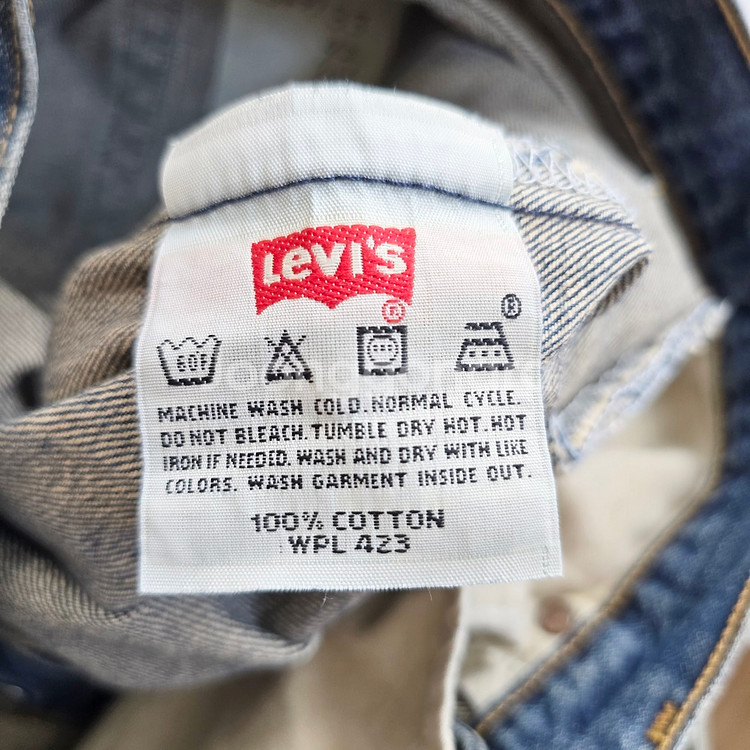 Levi's
®
®
60F
MACHINE WASH COLD. NORMAL CYCLE.
DO NOT BLEACH. TUMBLE DRY HOT. HOT
IRON IF NEEDED. WASH AND DRY WITH LIKE
COLORS. WASH GARMENT INSIDE OUT.
100% COTTON
WPL 423